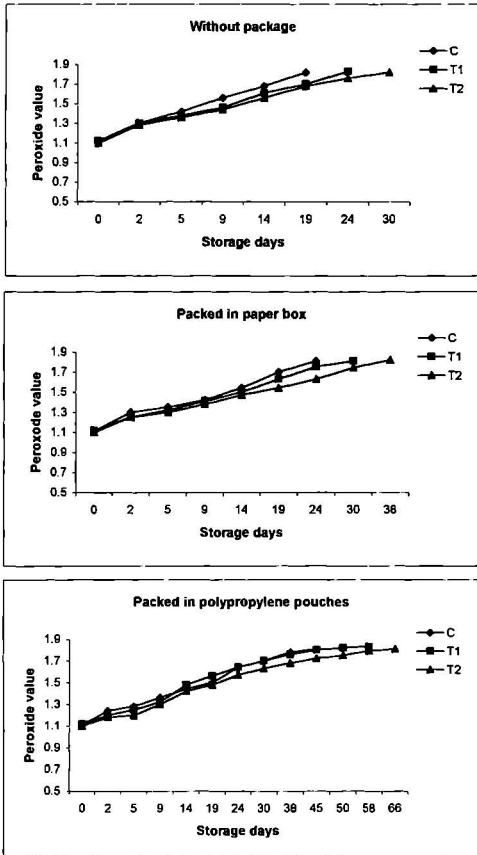 Without package
C
T1
T2
Peroxide value
1.9
1.7
1.5
1.3
1.1
0.9
0.7
0.5
0 2 5 9 14 19 24 30
Storage days
Packed in paper box
C
T1
T2
Peroxode value
1.9
1.7
1.5
1.3
1.1
0.9
0.7
0.5
0 2 5 9 14 19 24 30 38
Storage days
Packed in polypropylene pouches
C
T1
T2
Peroxide value
1.9
1.7
1.5
1.3
1.1
0.9
0.7
0.5
0 2 5 9 14 19 24 30 38 45 50 58 66
Storage days